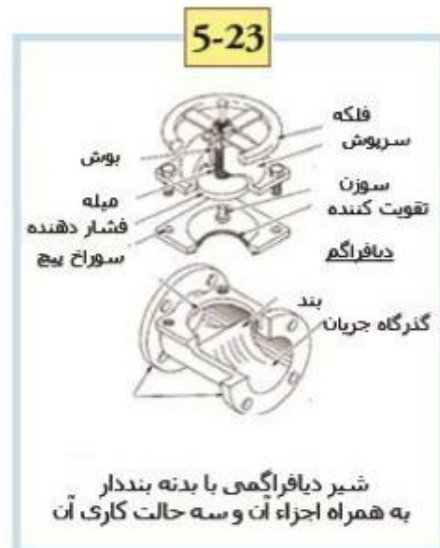 5-23
فلکه
سرپوش
بوش
میله
سوزن
فشار دهنده
تقویت کننده
سوراخ پیچ
دیافراگم
بند
گذرگاه جریان
شیر دیافراگمی با بدنه بنددار
به همراه اجزاء آن و سه حالت کاری آن